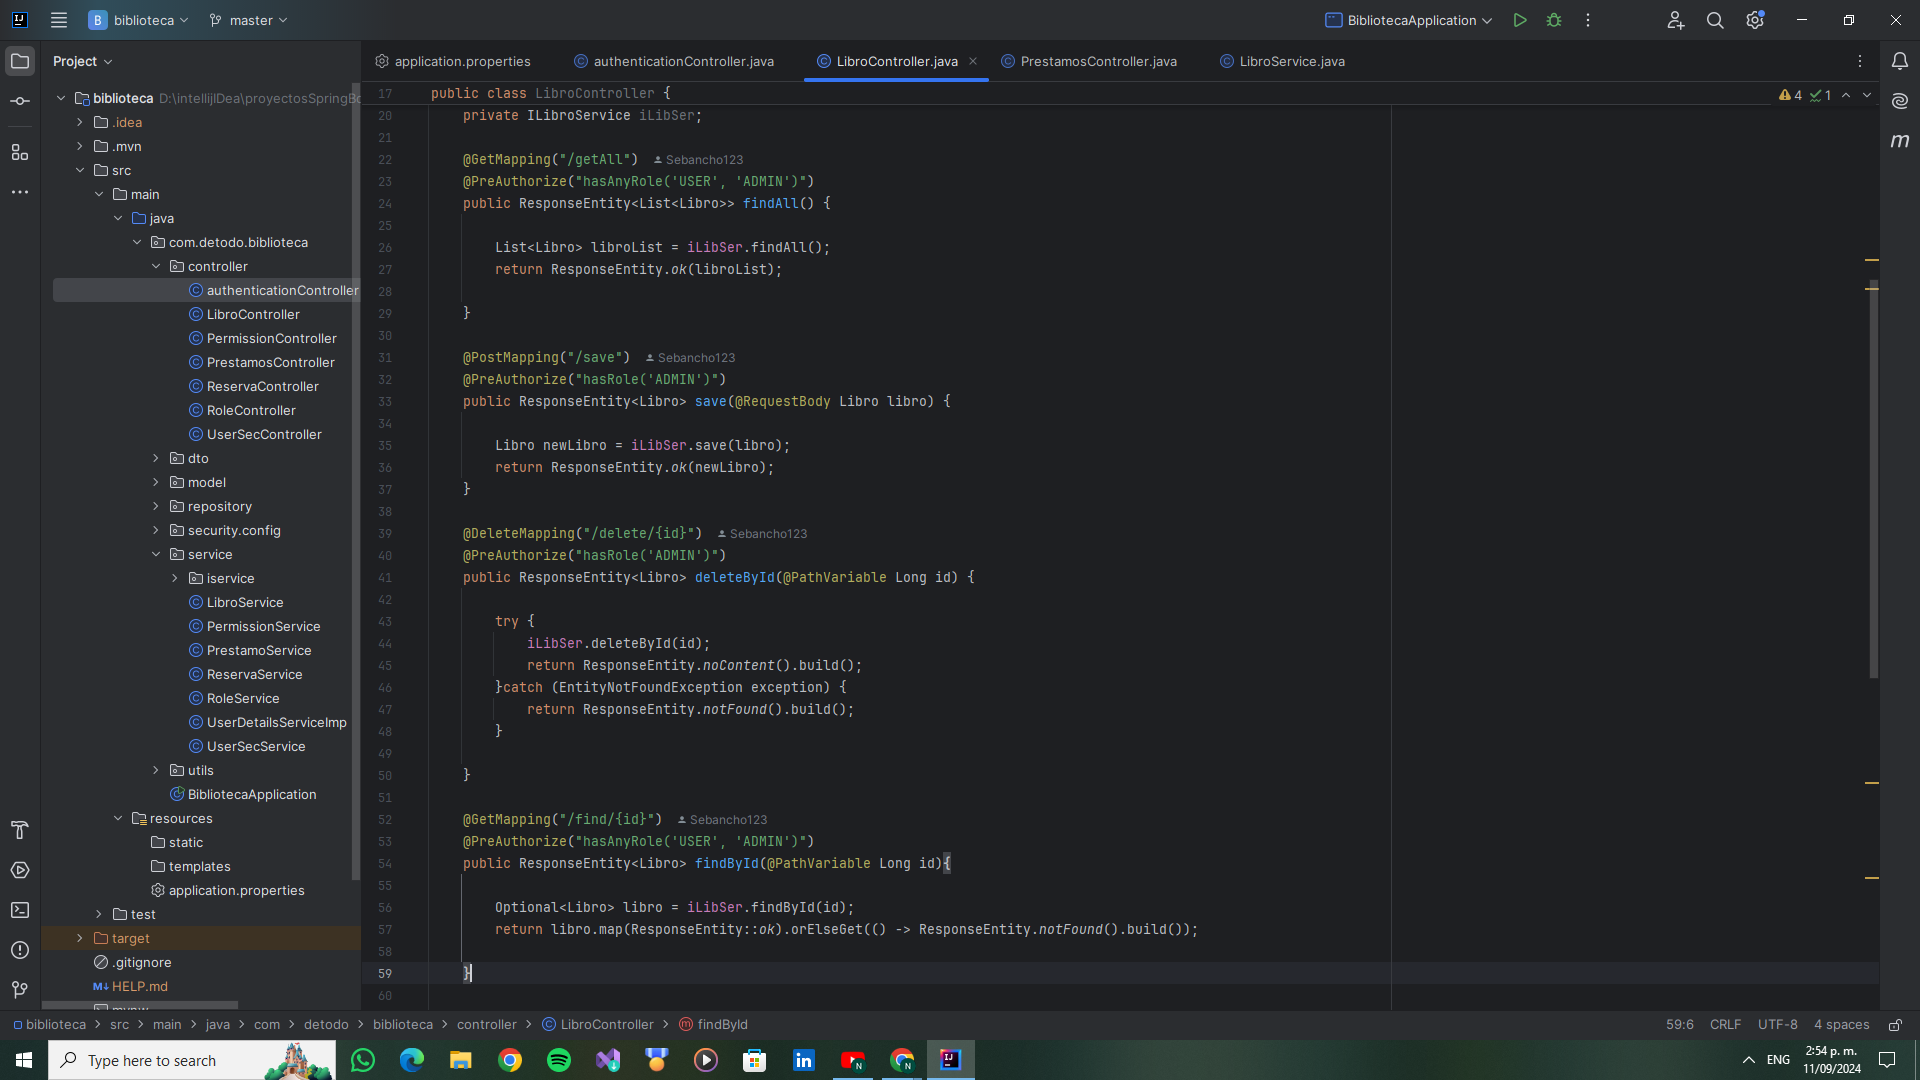 B biblioteca master BibliotecaApplication
Project
application.properties authenticationController.java LibroController.java PrestamosController.java LibroService.java
biblioteca D:\intellijIDea\proyectosSpringBo
.idea
.mvn
src
main
java
com.detodo.biblioteca
controller
authenticationController
LibroController
PermissionController
PrestamosController
ReservaController
RoleController
UserSecController
dto
model
repository
security.config
service
iservice
LibroService
PermissionService
PrestamoService
ReservaService
RoleService
UserDetailsServiceImp
UserSecService
utils
BibliotecaApplication
resources
static
templates
application.properties
test
target
.gitignore
M↓ HELP.md
17 public class LibroController {
4 1
20 private ILibroService iLibSer;
21
22 @GetMapping("/getAll") Sebancho123
23 @PreAuthorize("hasAnyRole('USER', 'ADMIN')")
24 public ResponseEntity<List<Libro>> findAll() {
25
26 List<Libro> libroList = iLibSer.findAll();
27 return ResponseEntity.ok(libroList);
28
29 }
30
31 @PostMapping("/save") Sebancho123
32 @PreAuthorize("hasRole('ADMIN')")
33 public ResponseEntity<Libro> save(@RequestBody Libro libro) {
34
35 Libro newLibro = iLibSer.save(libro);
36 return ResponseEntity.ok(newLibro);
37 }
38
39 @DeleteMapping("/delete/{id}") Sebancho123
40 @PreAuthorize("hasRole('ADMIN')")
41 public ResponseEntity<Libro> deleteById(@PathVariable Long id) {
42
43 try {
44 iLibSer.deleteById(id);
45 return ResponseEntity.noContent().build();
46 }catch (EntityNotFoundException exception) {
47 return ResponseEntity.notFound().build();
48 }
49
50 }
51
52 @GetMapping("/find/{id}") Sebancho123
53 @PreAuthorize("hasAnyRole('USER', 'ADMIN')")
54 public ResponseEntity<Libro> findById(@PathVariable Long id){
55
56 Optional<Libro> libro = iLibSer.findById(id);
57 return libro.map(ResponseEntity::ok).orElseGet(() -> ResponseEntity.notFound().build());
58
59 }
60
biblioteca > src > main > java > com > detodo > biblioteca > controller > LibroController > findById
59:6 CRLF UTF-8 4 spaces
Type here to search
ENG
2:54 p. m.
11/09/2024